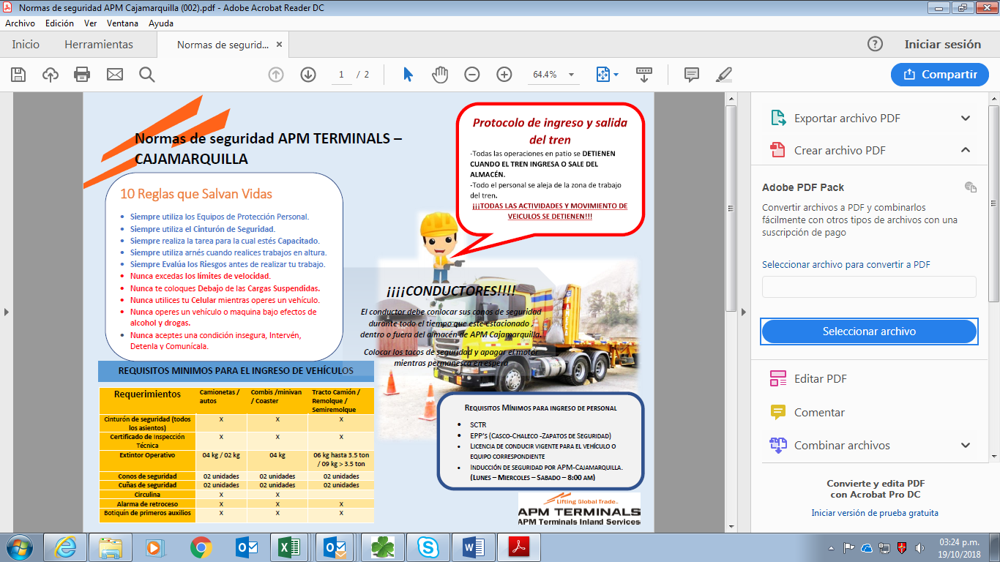 Normas de seguridad APM Cajamarquilla (002).pdf - Adobe Acrobat Reader DC
Archivo Edición Ver Ventana Ayuda
Inicio Herramientas Normas de segurid... × Iniciar sesión
1 / 2 64.4% Compartir
Normas de seguridad APM TERMINALS –
CAJAMARQUILLA
10 Reglas que Salvan Vidas
• Siempre utiliza los Equipos de Protección Personal.
• Siempre utiliza el Cinturón de Seguridad.
• Siempre realiza la tarea para la cual estés Capacitado.
• Siempre utiliza arnés cuando realices trabajos en altura.
• Siempre Evalúa los Riesgos antes de realizar tu trabajo.
• Nunca excedas los límites de velocidad.
• Nunca te coloques Debajo de las Cargas Suspendidas.
• Nunca utilices tu Celular mientras operes un vehículo.
• Nunca operes un vehículo o maquina bajo efectos de
alcohol y drogas.
• Nunca aceptes una condición insegura, Intervén,
Detenla y Comunícala.
Protocolo de ingreso y salida
del tren
-Todas las operaciones en patio se DETIENEN
CUANDO EL TREN INGRESA O SALE DEL
ALMACÉN.
-Todo el personal se aleja de la zona de trabajo
del tren.
¡¡¡TODAS LAS ACTIVIDADES Y MOVIMIENTO DE
VEICULOS SE DETIENEN!!!
¡¡¡¡CONDUCTORES!!!!
El conductor debe conlocar sus conos de seguridad
durante todo el tiempo que este estacionado ,
dentro o fuera del almacén de APM Cajamarquilla.
Colocar los tacos de seguridad y apagar el motor
mientras permanesca en espera
REQUISITOS MINIMOS PARA EL INGRESO DE VEHÍCULOS
Requerimientos Camionetas / autos Combis /minivan / Coaster Tracto Camión / Remolque / Semiremolque
Cinturón de seguridad (todos los asientos) X X X
Certificado de Inspección Técnica X X X
Extintor Operativo 04 kg / 02 kg 04 kg 06 kg hasta 3.5 ton / 09 kg > 3.5 ton
Conos de seguridad 02 unidades 02 unidades 02 unidades
Cuñas de seguridad 02 unidades 02 unidades 02 unidades
Circulina X X
Alarma de retroceso X X X
Botiquín de primeros auxilios X X X
REQUISITOS MÍNIMOS PARA INGRESO DE PERSONAL
• SCTR
• EPP'S (CASCO-CHALECO -ZAPATOS DE SEGURIDAD)
• LICENCIA DE CONDUCIR VIGENTE PARA EL VEHÍCULO O
EQUIPO CORRESPONDIENTE
• INDUCCIÓN DE SEGURIDAD POR APM-CAJAMARQUILLA.
(LUNES – MIERCOLES – SABADO – 8:00 AM)
Lifting Global Trade.
APM TERMINALS
APM Terminals Inland Services
Exportar archivo PDF
Crear archivo PDF
Adobe PDF Pack
Convertir archivos a PDF y combinarlos
fácilmente con otros tipos de archivos con una
suscripción de pago
Seleccionar archivo para convertir a PDF
Seleccionar archivo
Editar PDF
Comentar
Combinar archivos
Convierte y edita PDF
con Acrobat Pro DC
Iniciar versión de prueba gratuita
03:24 p.m.
19/10/2018